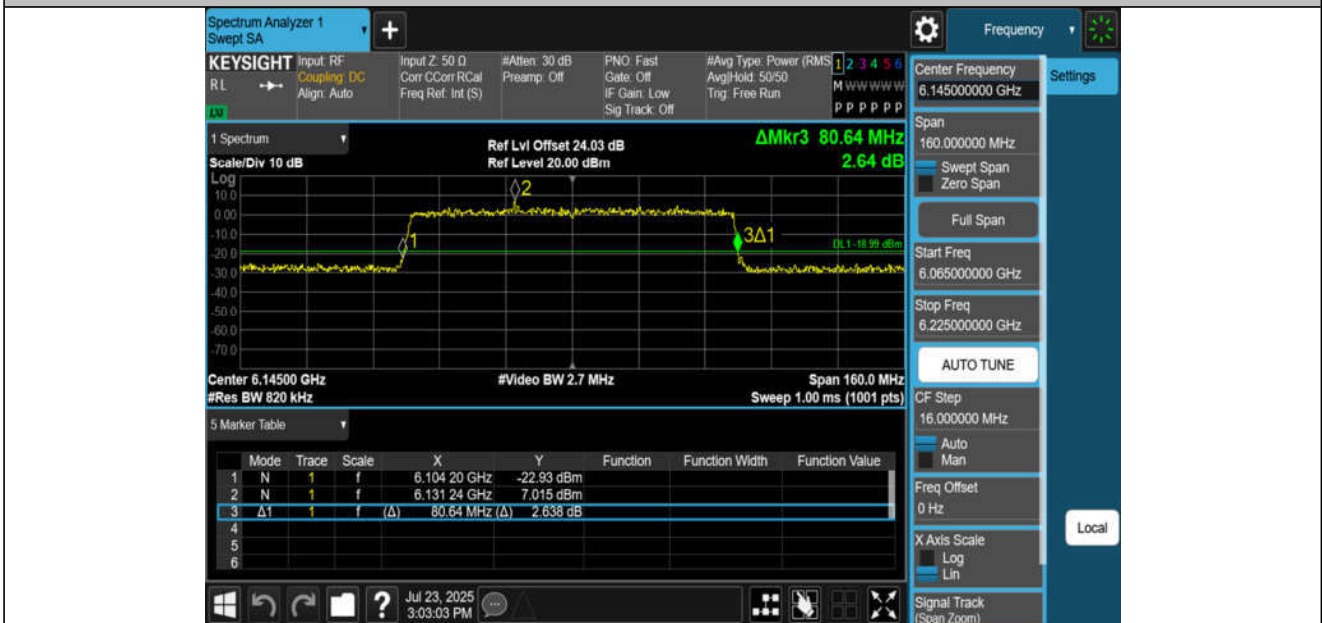 Spectrum Analyzer 1
Swept SA
+
Frequency
KEYSIGHT Input: RF Input Z: 50 Ω #Atten: 30 dB PNO: Fast #Avg Type: Power (RMS 1 2 3 4 5 6
RL Coupling: DC Corr CCorr RCal Preamp: Off Gate: Off Avg|Hold: 50/50 M W W W W W
Align: Auto Freq Ref: Int (S) IF Gain: Low Trig: Free Run
Sig Track: Off P P P P P P
1 Spectrum
Scale/Div 10 dB
Ref Lvl Offset 24.03 dB
Ref Level 20.00 dBm
ΔMkr3 80.64 MHz
2.64 dB
Log
10.0
0.00
-10.0
-20.0
-30.0
-40.0
-50.0
-60.0
-70.0
2
1
3Δ1
DL1 -18.99 dBm
Center 6.14500 GHz #Video BW 2.7 MHz Span 160.0 MHz
#Res BW 820 kHz Sweep 1.00 ms (1001 pts)
5 Marker Table
Mode Trace Scale X Y Function Function Width Function Value
1 N 1 f 6.104 20 GHz -22.93 dBm
2 N 1 f 6.131 24 GHz 7.015 dBm
3 Δ1 1 f (Δ) 80.64 MHz (Δ) 2.638 dB
4
5
6
Center Frequency
6.145000000 GHz
Settings
Span
160.000000 MHz
Swept Span
Zero Span
Full Span
Start Freq
6.065000000 GHz
Stop Freq
6.225000000 GHz
AUTO TUNE
CF Step
16.000000 MHz
Auto
Man
Freq Offset
0 Hz
X Axis Scale
Log
Lin
Signal Track
(Span Zoom)
Local
?
Jul 23, 2025
3:03:03 PM